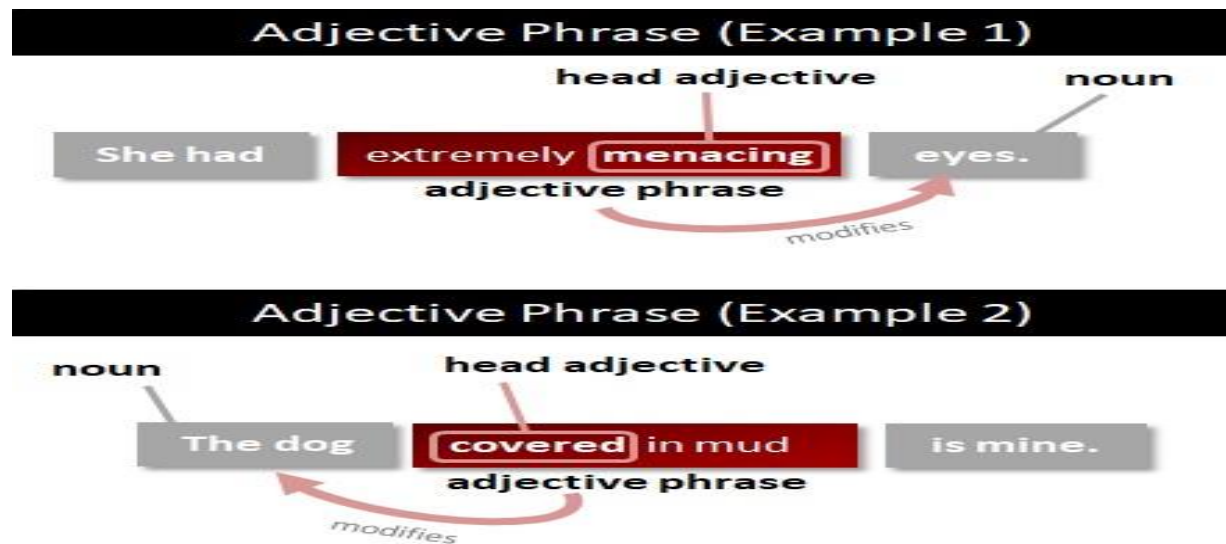 Adjective Phrase (Example 1)
head adjective noun
She had extremely menacing eyes.
adjective phrase
modifies
Adjective Phrase (Example 2)
noun head adjective
The dog covered in mud is mine.
adjective phrase
modifies